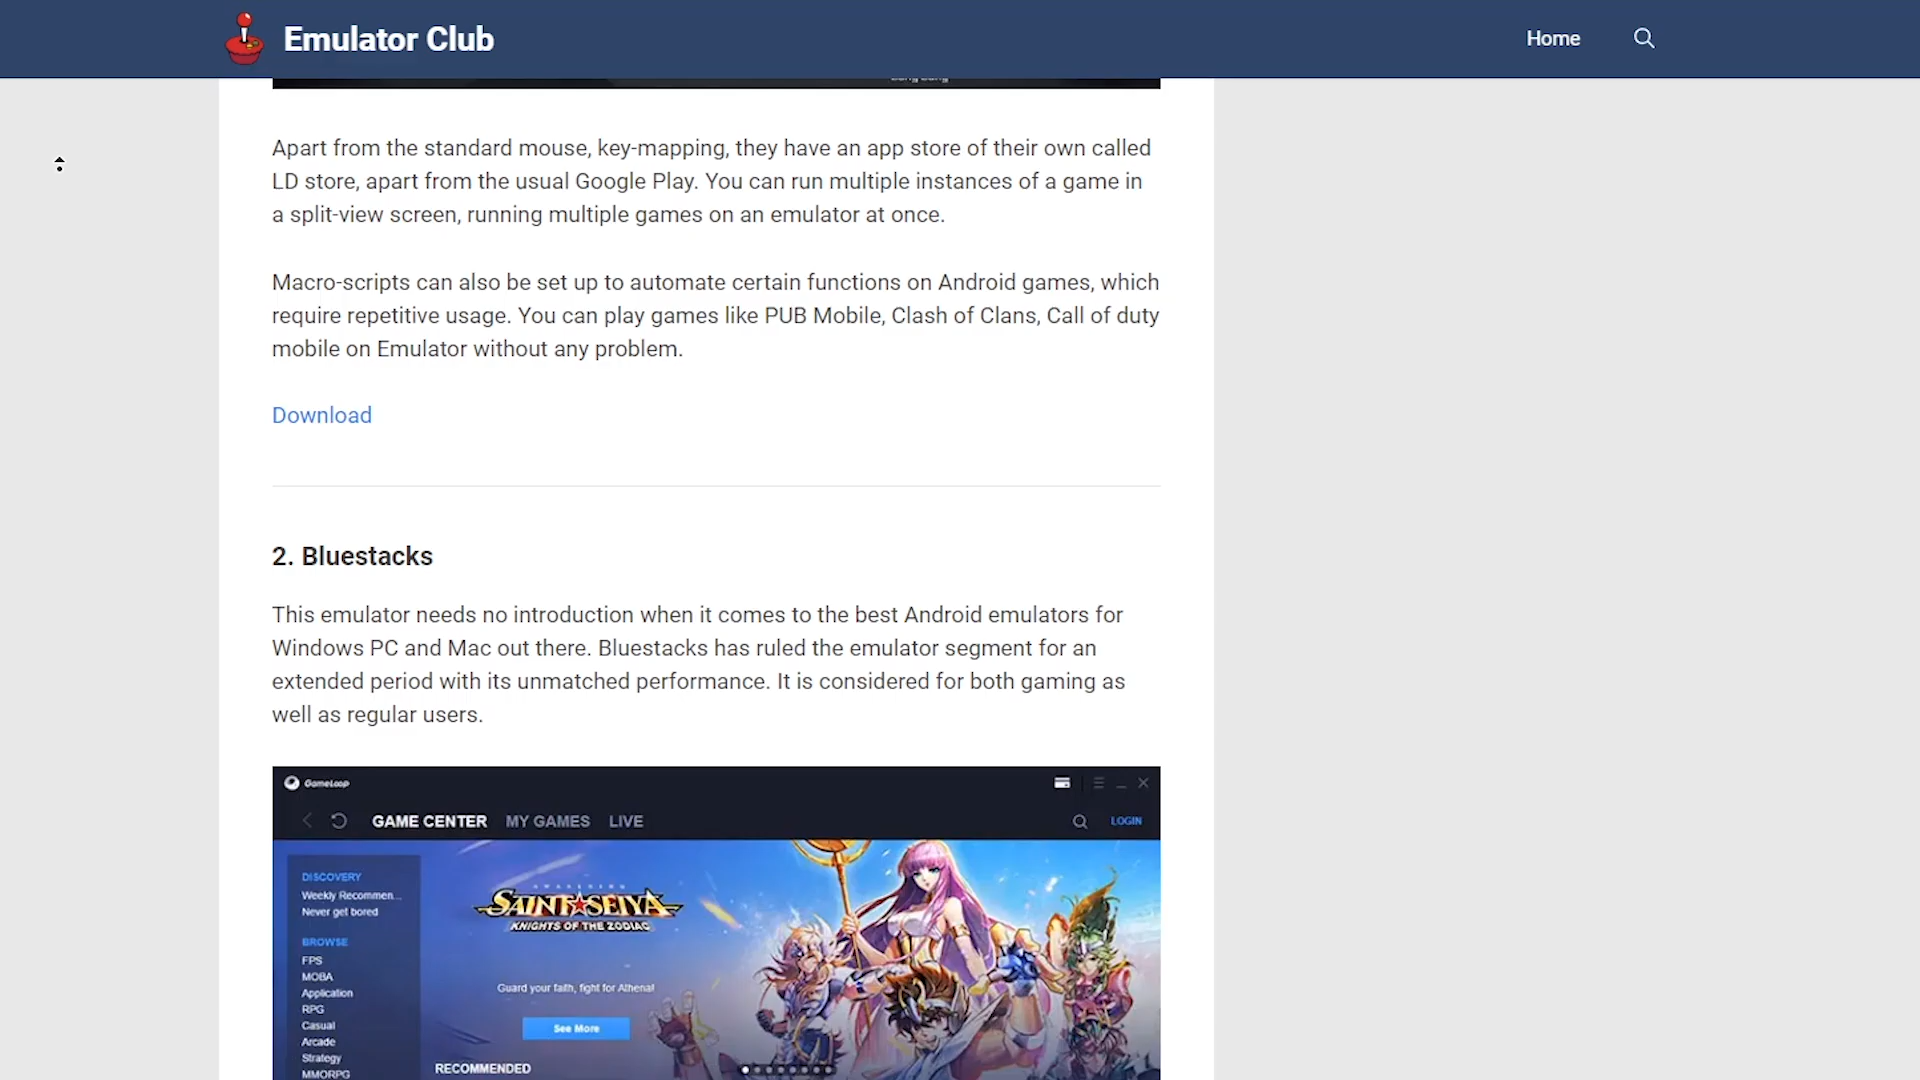 Emulator Club
Home
Apart from the standard mouse, key-mapping, they have an app store of their own called
LD store, apart from the usual Google Play. You can run multiple instances of a game in
a split-view screen, running multiple games on an emulator at once.
Macro-scripts can also be set up to automate certain functions on Android games, which
require repetitive usage. You can play games like PUB Mobile, Clash of Clans, Call of duty
mobile on Emulator without any problem.
Download
2. Bluestacks
This emulator needs no introduction when it comes to the best Android emulators for
Windows PC and Mac out there. Bluestacks has ruled the emulator segment for an
extended period with its unmatched performance. It is considered for both gaming as
well as regular users.
GameLoop
GAME CENTER MY GAMES LIVE
LOGIN
DISCOVERY
Weekly Recommen...
Never get bored
BROWSE
FPS
MOBA
Application
RPG
Casual
Arcade
Strategy
MMORPG
AWAKENING
SAINT SEIYA
KNIGHTS OF THE ZODIAC
Guard your faith, fight for Athena!
See More
RECOMMENDED